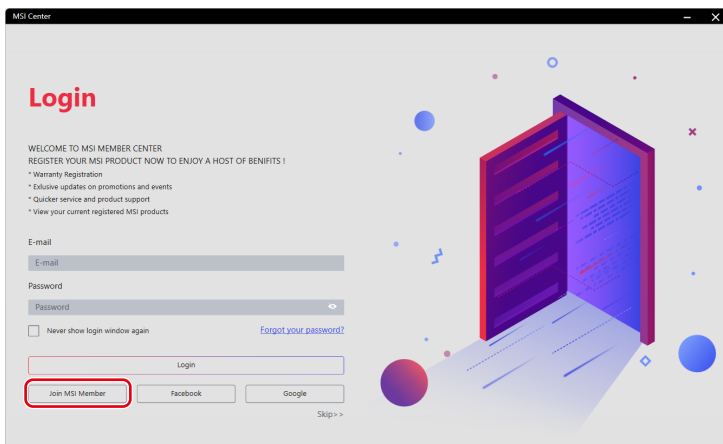 MSI Center
Login
WELCOME TO MSI MEMBER CENTER
REGISTER YOUR MSI PRODUCT NOW TO ENJOY A HOST OF BENIFITS !
* Warranty Registration
* Exlusive updates on promotions and events
* Quicker service and product support
* View your current registered MSI products
E-mail
E-mail
Password
Password
Never show login window again Forgot your password?
Login
Join MSI Member Facebook Google
Skip>>